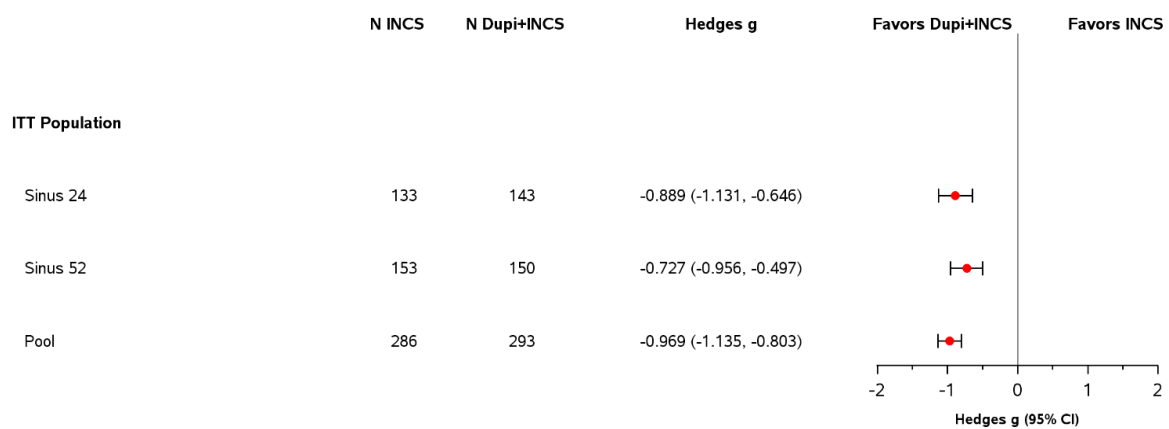 N INCS N Dupi+INCS Hedges g Favors Dupi+INCS Favors INCS
ITT Population
Sinus 24 133 143 -0.889 (-1.131, -0.646)
Sinus 52 153 150 -0.727 (-0.956, -0.497)
Pool 286 293 -0.969 (-1.135, -0.803)
-2 -1 0 1 2
Hedges g (95% CI)